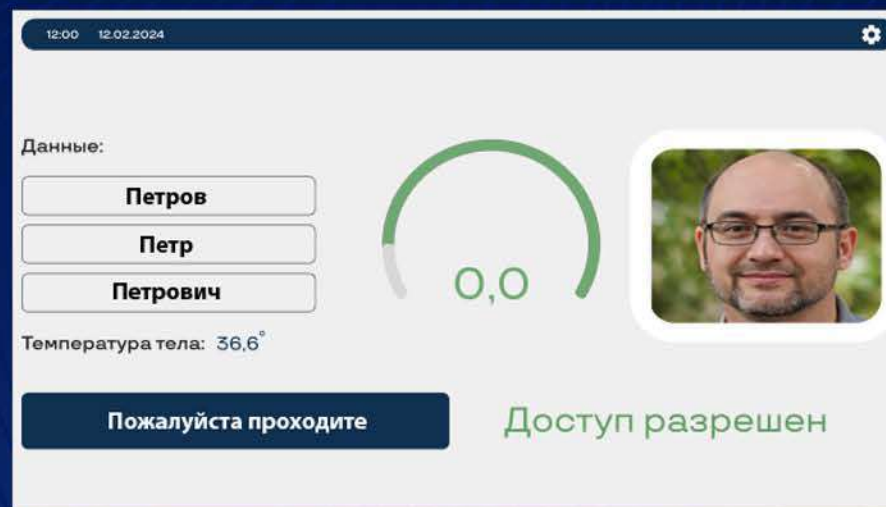 12:00 12.02.2024
Данные:
Петров
Петр
Петрович
0,0
Температура тела: 36,6°
Пожалуйста проходите
Доступ разрешен